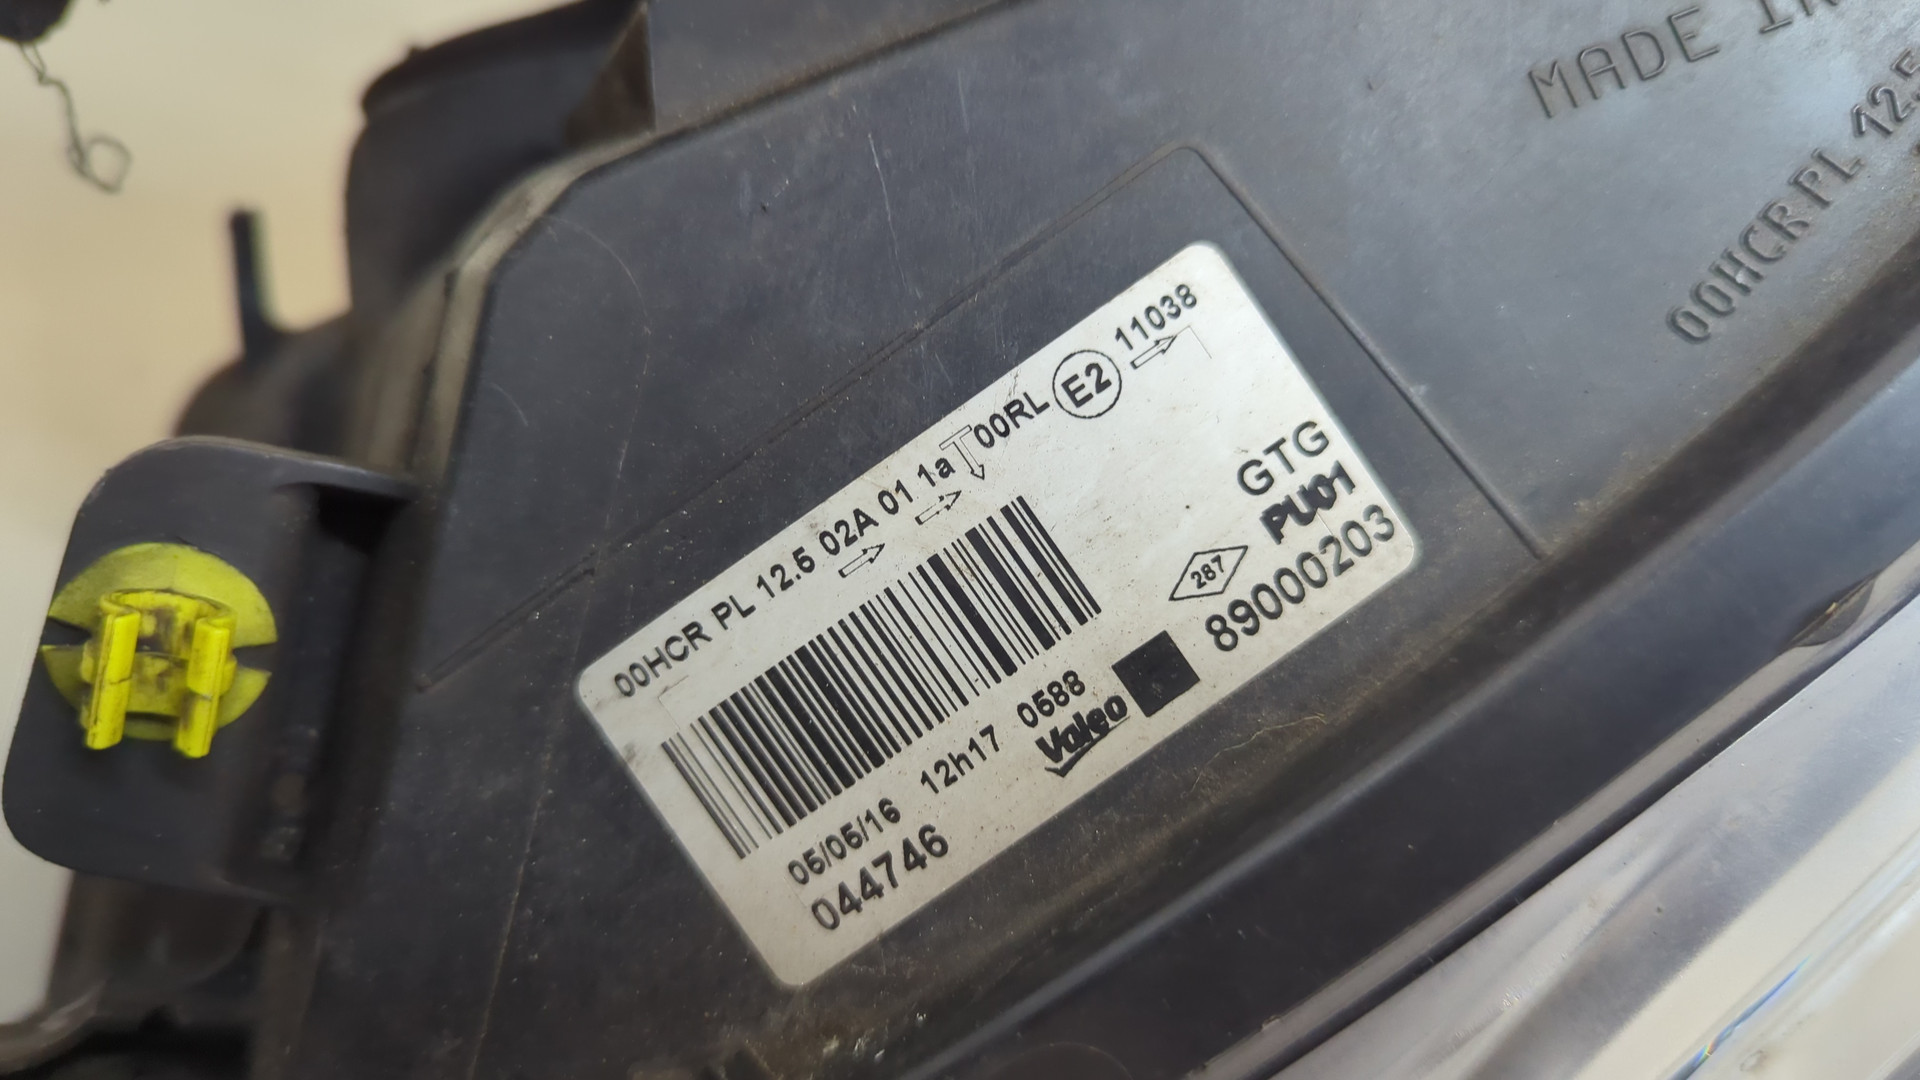 MADE IN
00HCR PL 12.5
00HCR PL 12.5 02A 01 1a 00RL E2 11038
GTG
PU01
287
89000203
05/05/16 12h17 0588
Valeo
044746